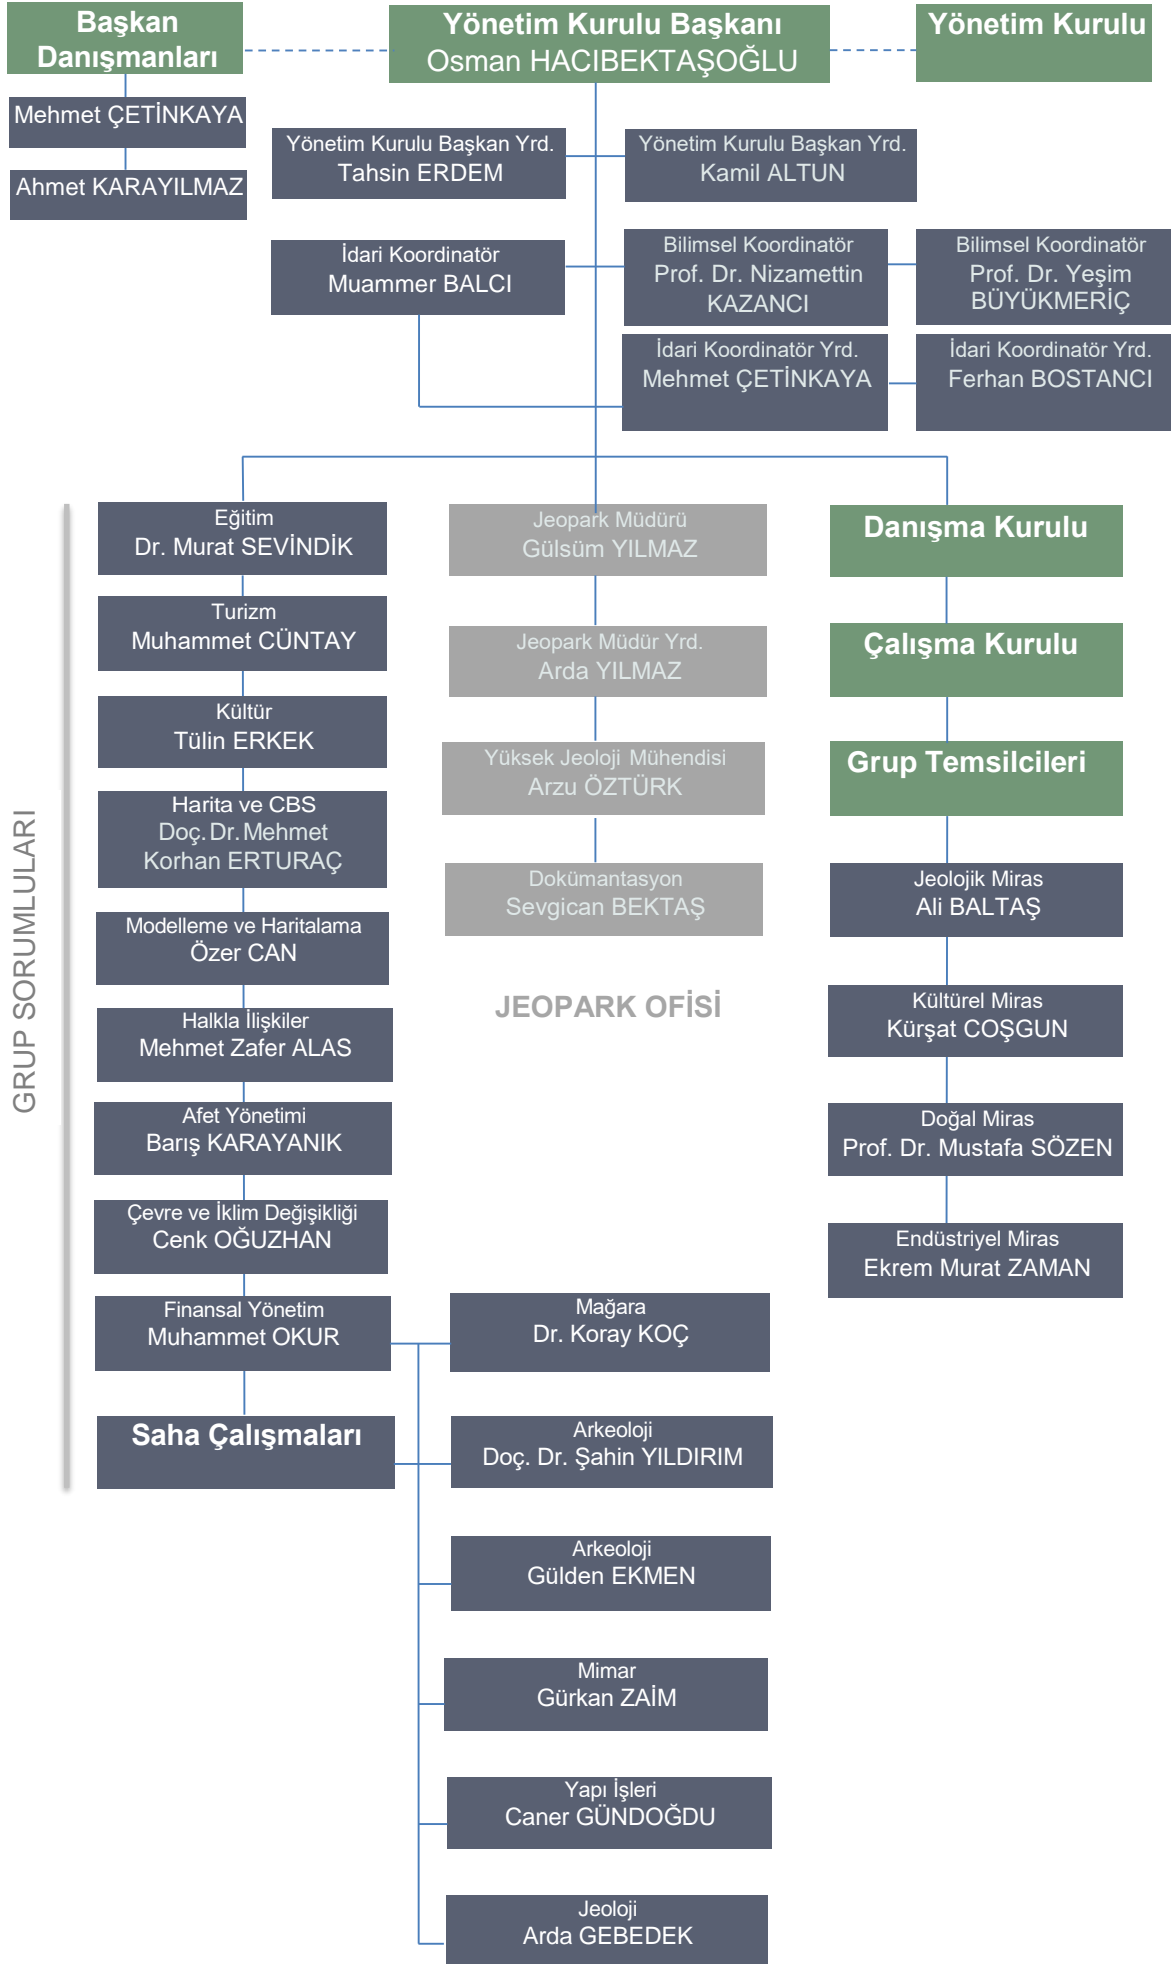 Başkan
Danışmanları
Yönetim Kurulu Başkanı
Osman HACIBEKTAŞOĞLU
Yönetim Kurulu
Mehmet ÇETİNKAYA
Ahmet KARAYILMAZ
Yönetim Kurulu Başkan Yrd.
Tahsin ERDEM
Yönetim Kurulu Başkan Yrd.
Kamil ALTUN
İdari Koordinatör
Muammer BALCI
Bilimsel Koordinatör
Prof. Dr. Nizamettin
KAZANCI
Bilimsel Koordinatör
Prof. Dr. Yeşim
BÜYÜKMERİÇ
İdari Koordinatör Yrd.
Mehmet ÇETİNKAYA
İdari Koordinatör Yrd.
Ferhan BOSTANCI
GRUP SORUMLULARI
Eğitim
Dr. Murat SEVİNDİK
Turizm
Muhammet CÜNTAY
Kültür
Tülin ERKEK
Harita ve CBS
Doç. Dr. Mehmet
Korhan ERTURAÇ
Modelleme ve Haritalama
Özer CAN
Halkla İlişkiler
Mehmet Zafer ALAS
Afet Yönetimi
Barış KARAYANIK
Çevre ve İklim Değişikliği
Cenk OĞUZHAN
Finansal Yönetim
Muhammet OKUR
Saha Çalışmaları
Jeopark Müdürü
Gülsüm YILMAZ
Jeopark Müdür Yrd.
Arda YILMAZ
Yüksek Jeoloji Mühendisi
Arzu ÖZTÜRK
Dokümantasyon
Sevgican BEKTAŞ
JEOPARK OFİSİ
Danışma Kurulu
Çalışma Kurulu
Grup Temsilcileri
Jeolojik Miras
Ali BALTAŞ
Kültürel Miras
Kürşat COŞGUN
Doğal Miras
Prof. Dr. Mustafa SÖZEN
Endüstriyel Miras
Ekrem Murat ZAMAN
Mağara
Dr. Koray KOÇ
Arkeoloji
Doç. Dr. Şahin YILDIRIM
Arkeoloji
Gülden EKMEN
Mimar
Gürkan ZAİM
Yapı İşleri
Caner GÜNDOĞDU
Jeoloji
Arda GEBEDEK